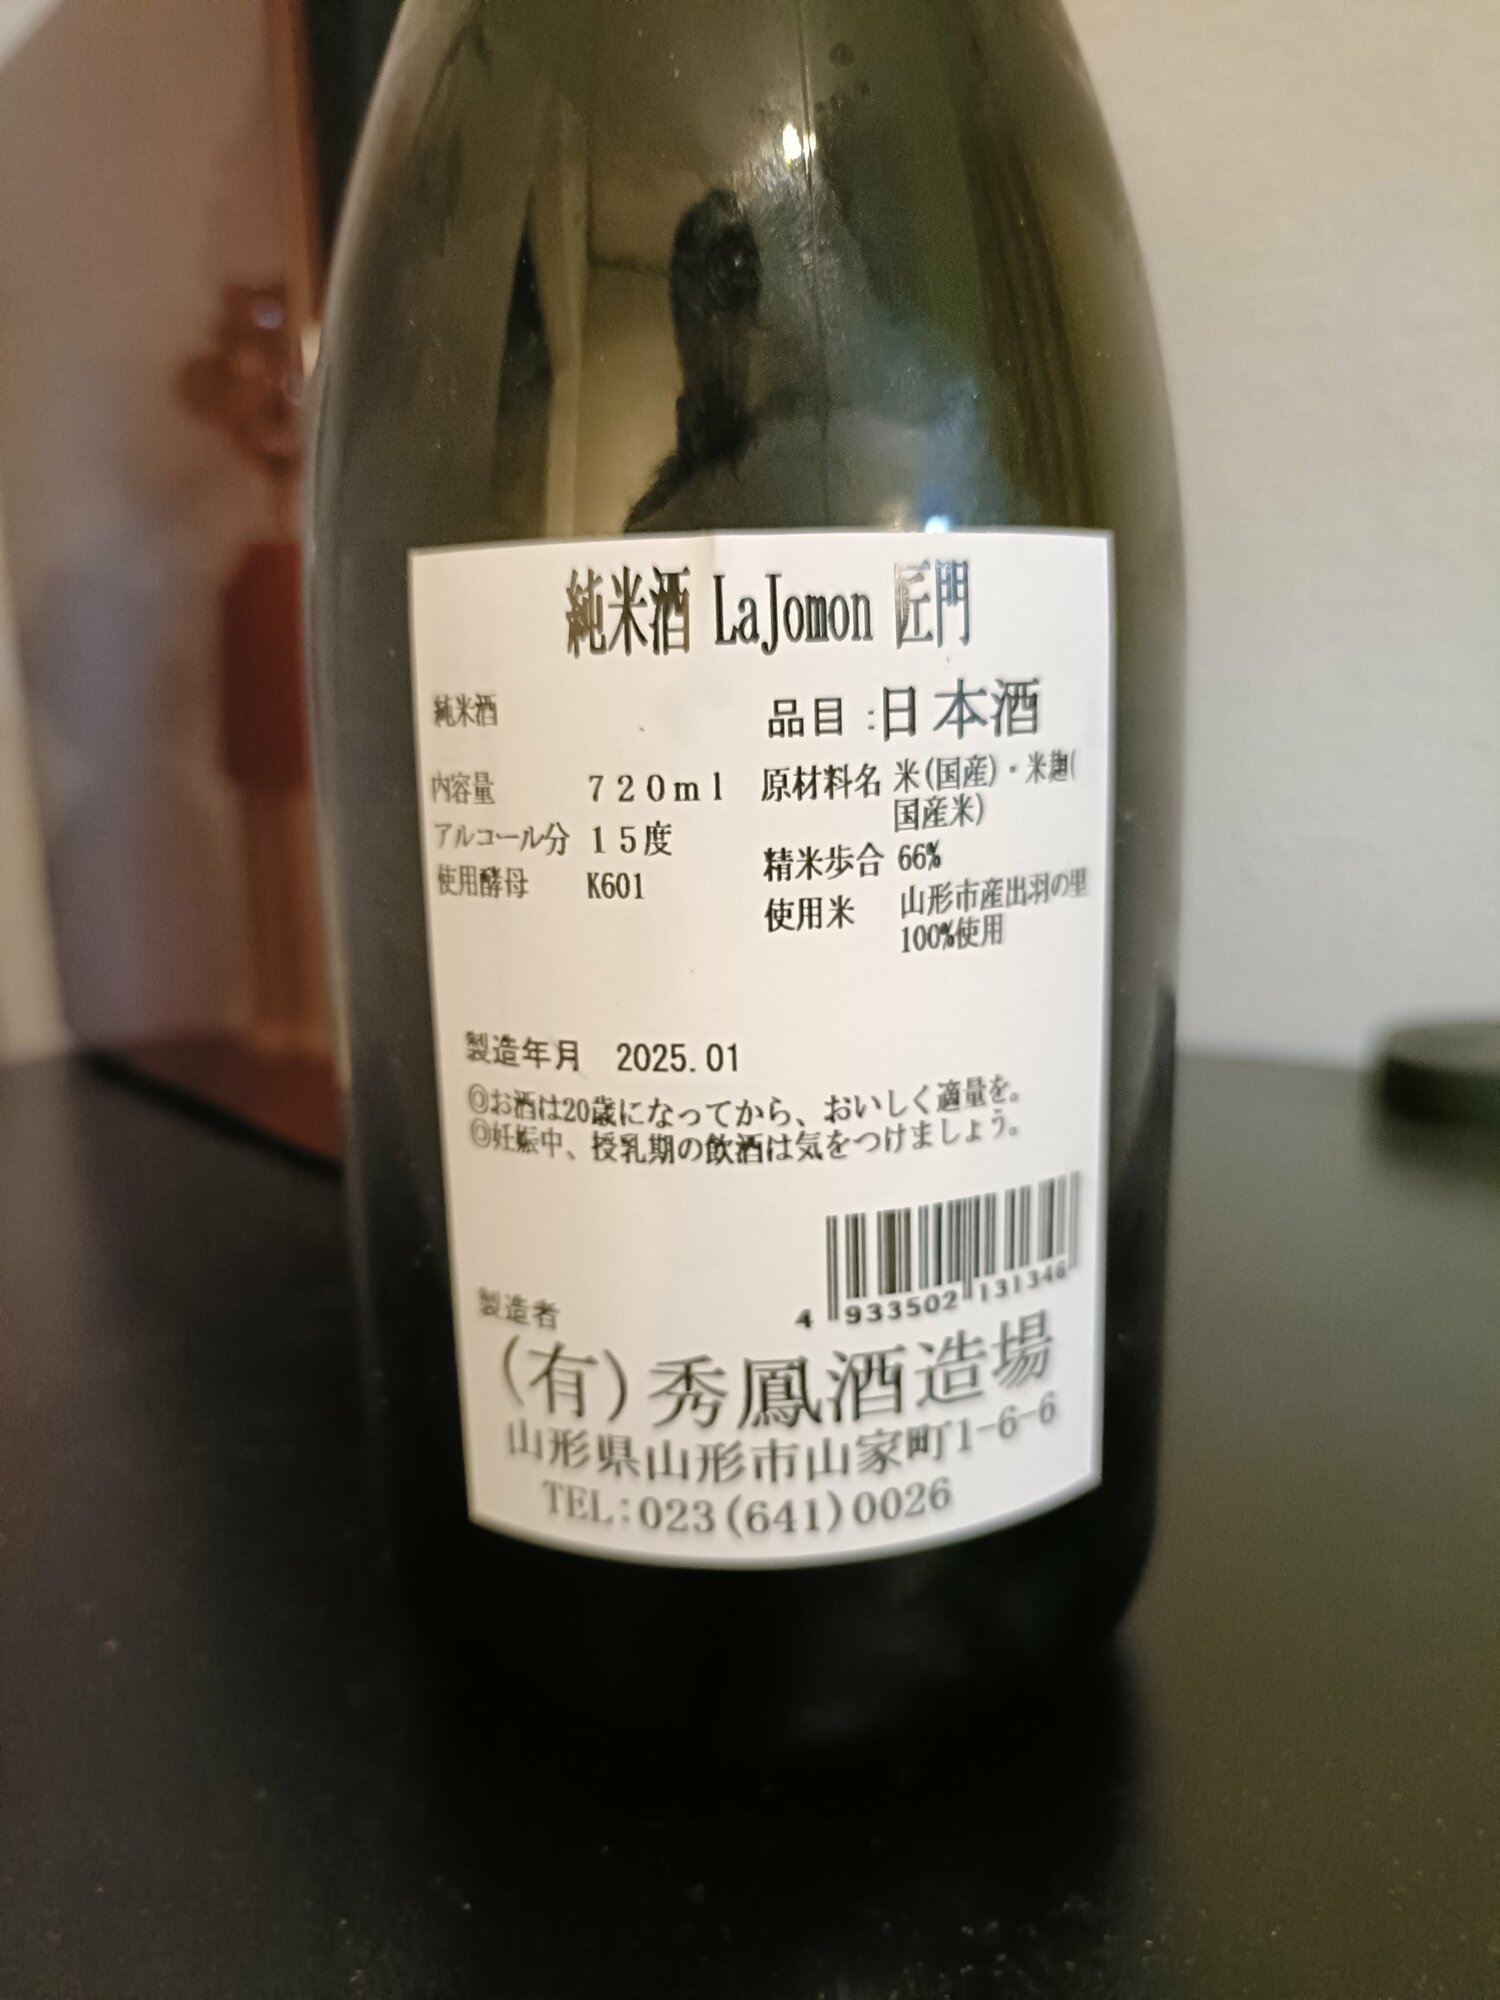 純米酒 LaJomon 匠門
純米酒
品目:日本酒
内容量 720ml
原材料名 米(国産)・米麹(
国産米)
アルコール分 15度
精米歩合 66%
使用酵母 K601
使用米 山形市産出羽の里
100%使用
製造年月 2025.01
◎お酒は20歳になってから、おいしく適量を。
◎妊娠中、授乳期の飲酒は気をつけましょう。
4 933502 131346
製造者
(有)秀鳳酒造場
山形県山形市山家町1-6-6
TEL:023(641)0026